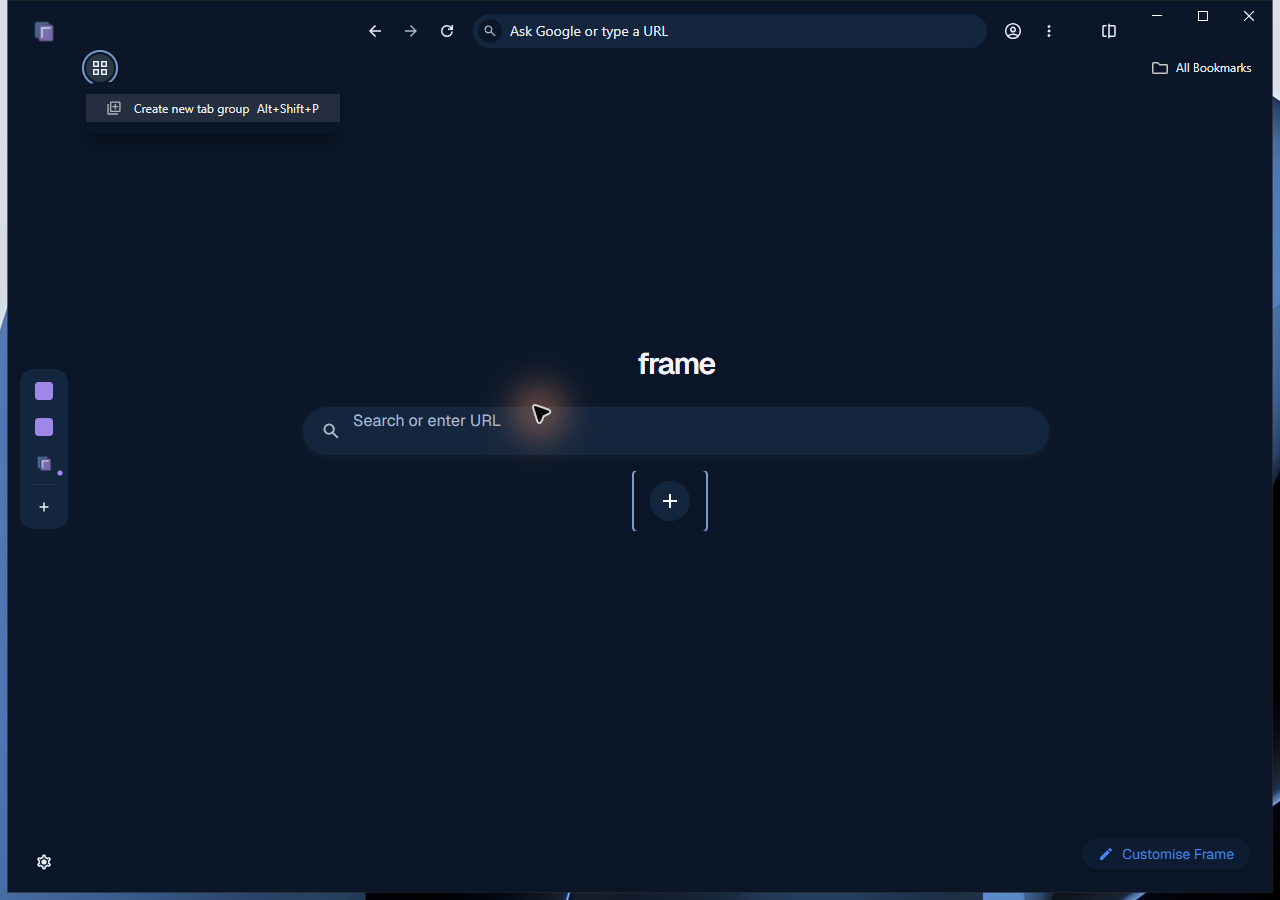 Ask Google or type a URL
All Bookmarks
Create new tab group Alt+Shift+P
frame
Search or enter URL
Customise Frame